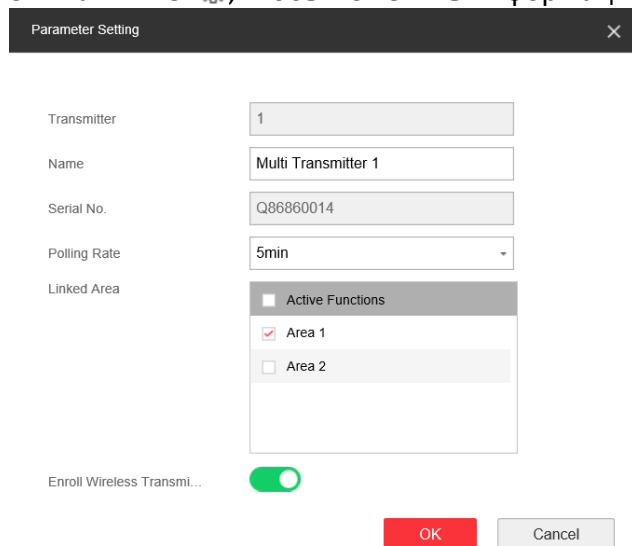 Parameter Setting
Transmitter 1
Name Multi Transmitter 1
Serial No. Q86860014
Polling Rate 5min
Linked Area
Active Functions
Area 1
Area 2
Enroll Wireless Transmi...
OK Cancel